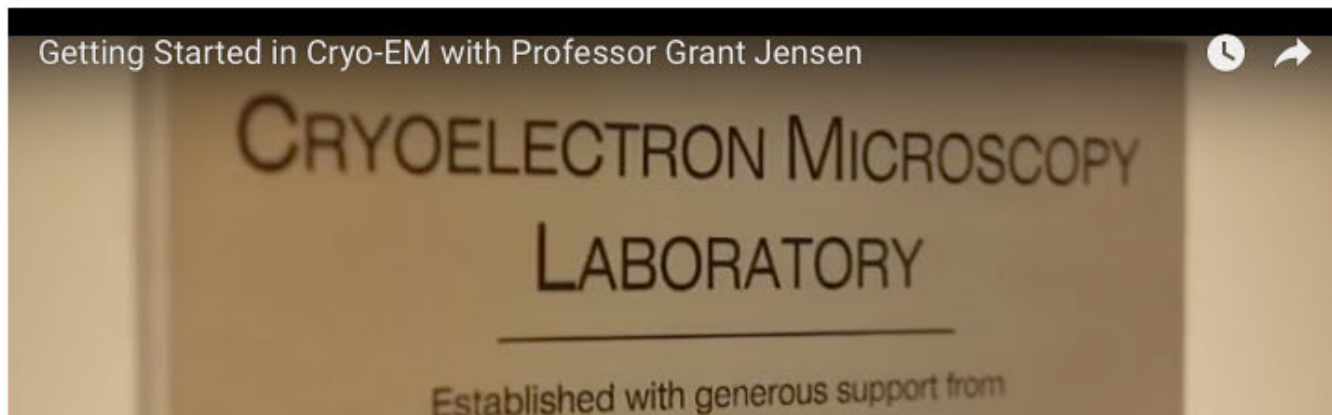 Getting Started in Cryo-EM with Professor Grant Jensen
CRYOELECTRON MICROSCOPY
LABORATORY
Established with generous support from